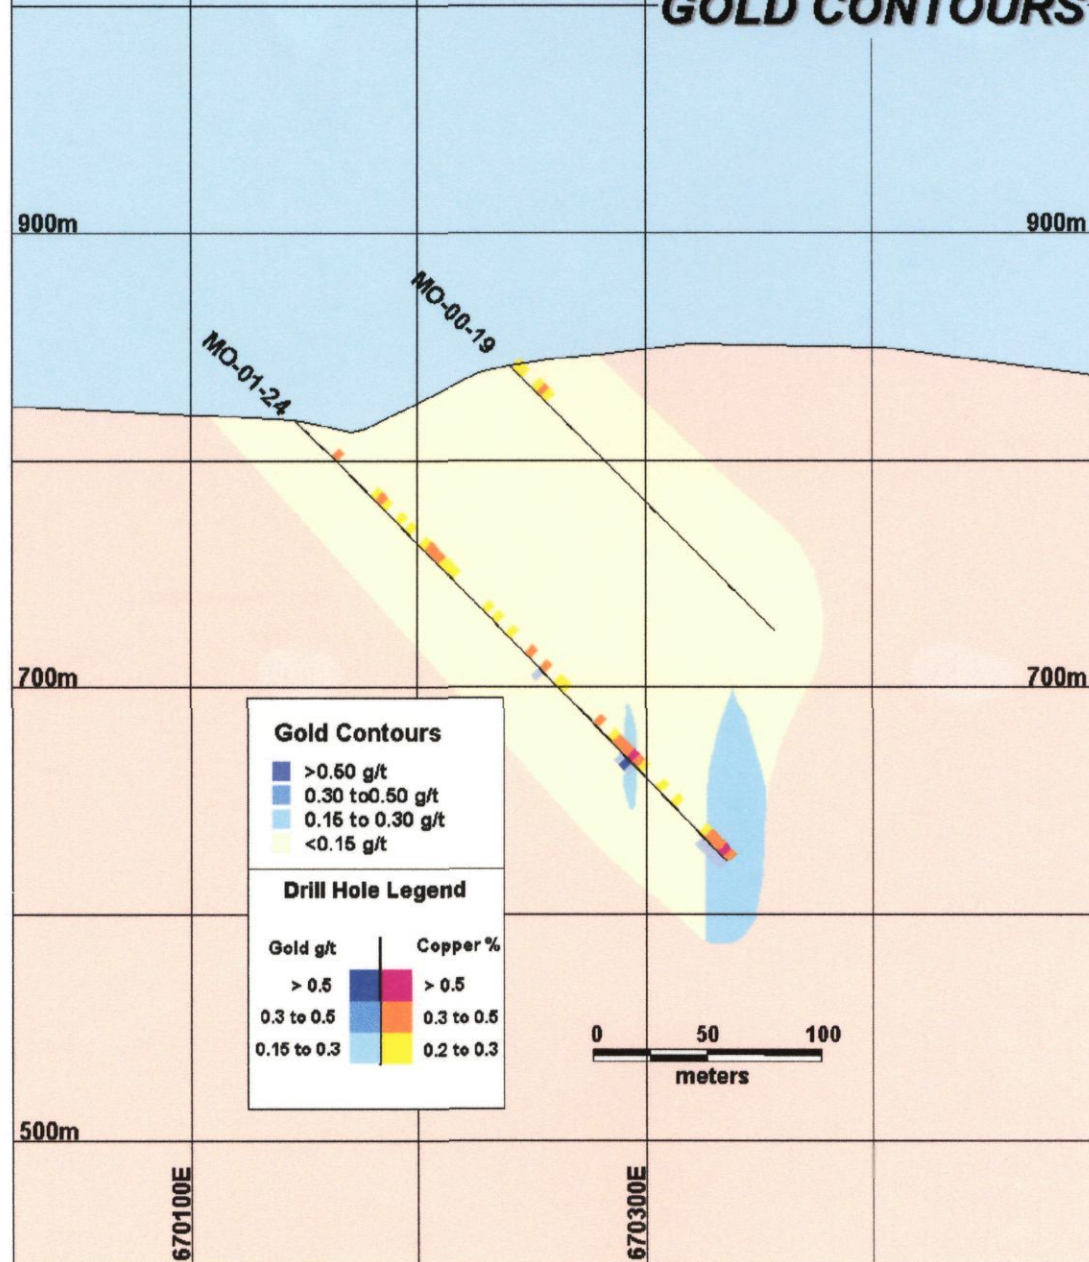 GOLD CONTOURS
900m
900m
MO-00-19
MO-01-24
700m
700m
Gold Contours
>0.50 g/t
0.30 to0.50 g/t
0.15 to 0.30 g/t
<0.15 g/t
Drill Hole Legend
Gold g/t
Copper %
> 0.5
> 0.5
0.3 to 0.5
0.3 to 0.5
0.15 to 0.3
0.2 to 0.3
0
50
100
meters
500m
670100E
670300E